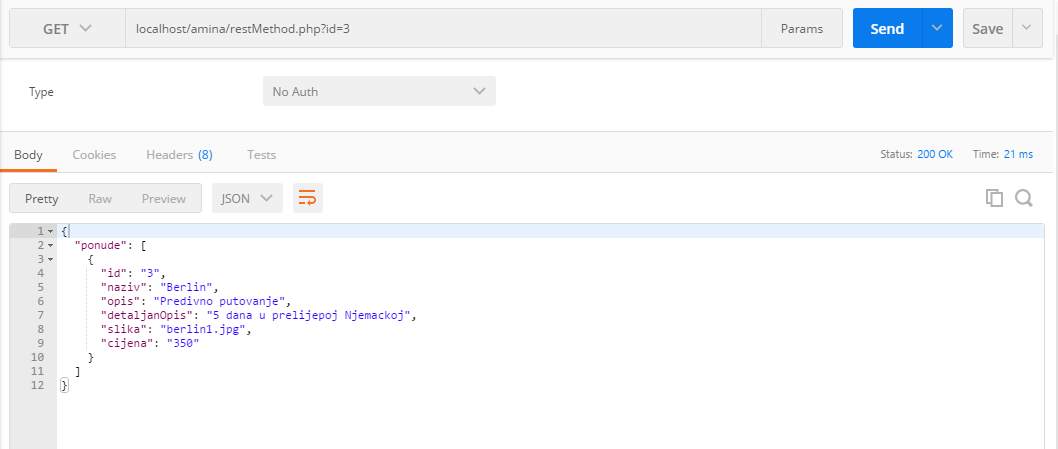 GET localhost/amina/restMethod.php?id=3 Params Send Save
Type No Auth
Body Cookies Headers (8) Tests Status: 200 OK Time: 21 ms
Pretty Raw Preview JSON
1 {
2 "ponude": [
3 {
4 "id": "3",
5 "naziv": "Berlin",
6 "opis": "Predivno putovanje",
7 "detaljanOpis": "5 dana u prelijepoj Njemackoj",
8 "slika": "berlin1.jpg",
9 "cijena": "350"
10 }
11 ]
12 }